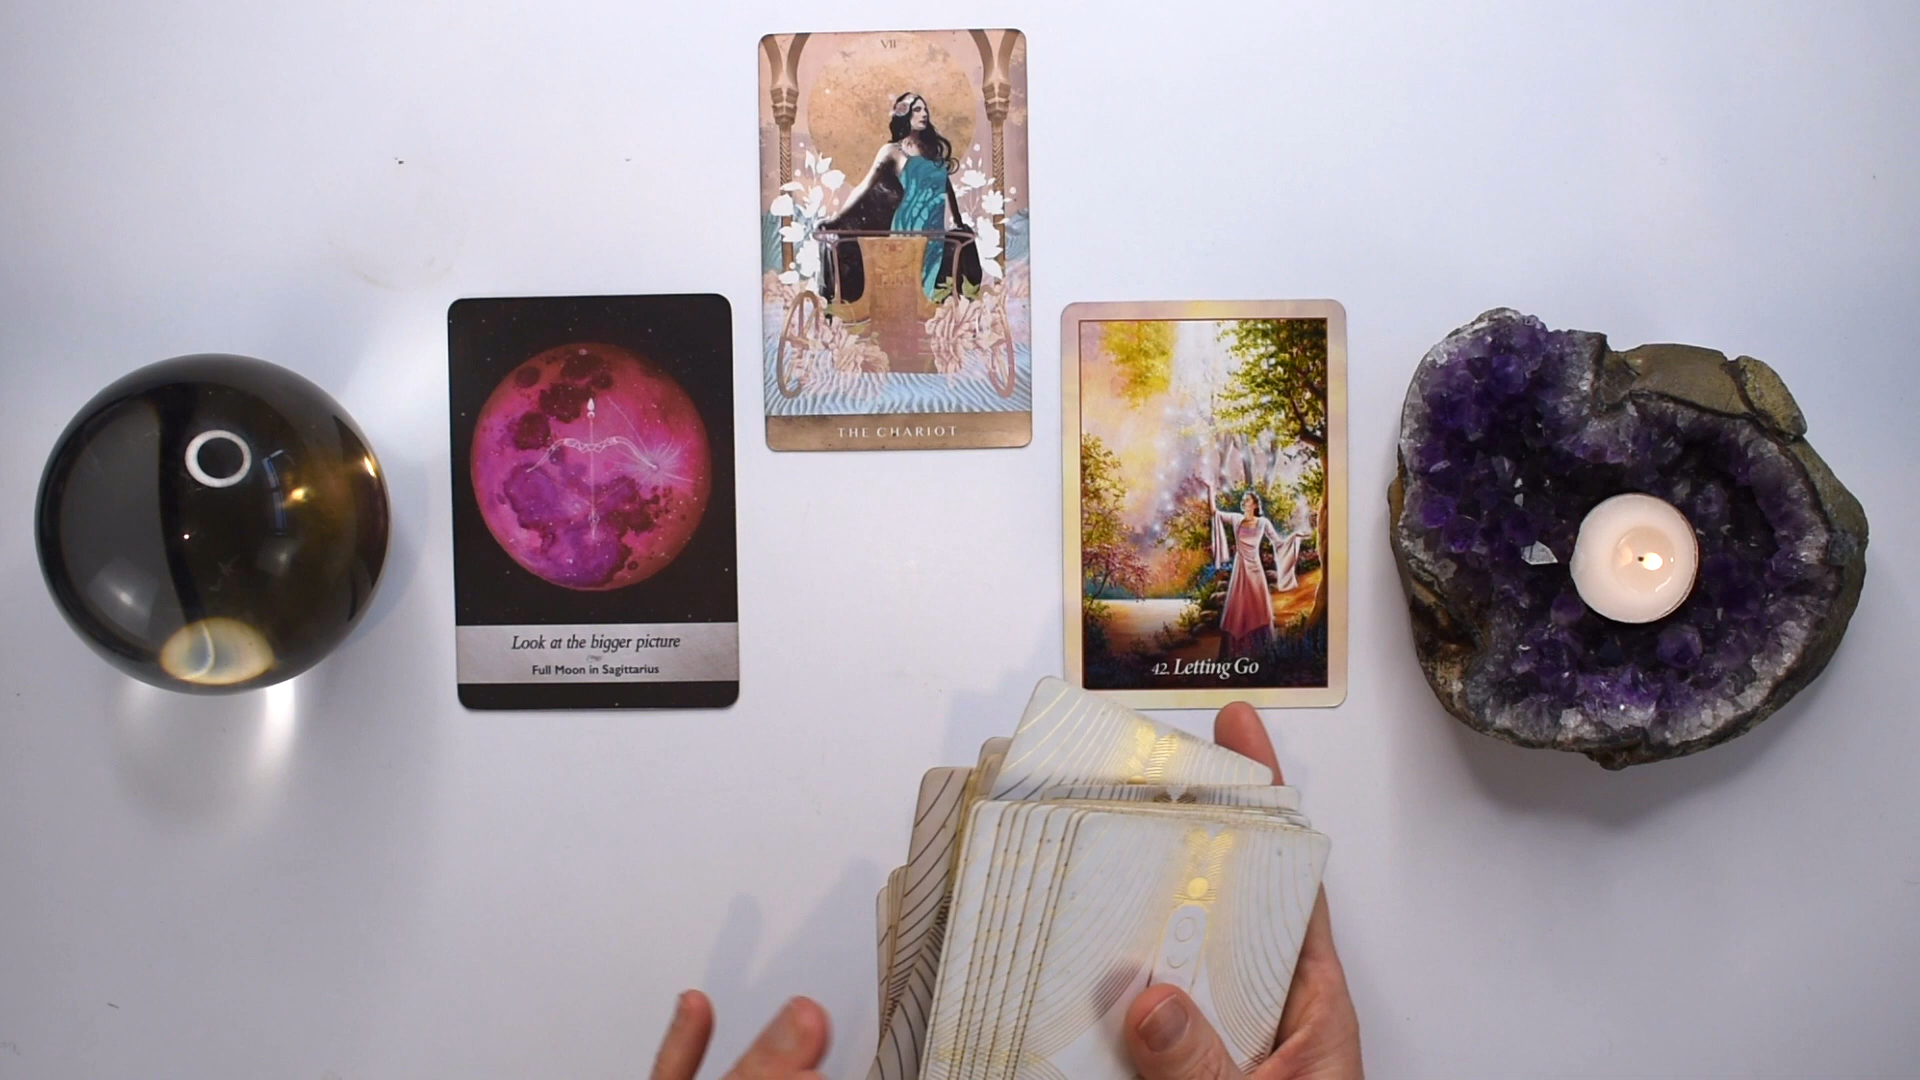 VII
THE CHARIOT
Look at the bigger picture
Full Moon in Sagittarius
42. Letting Go